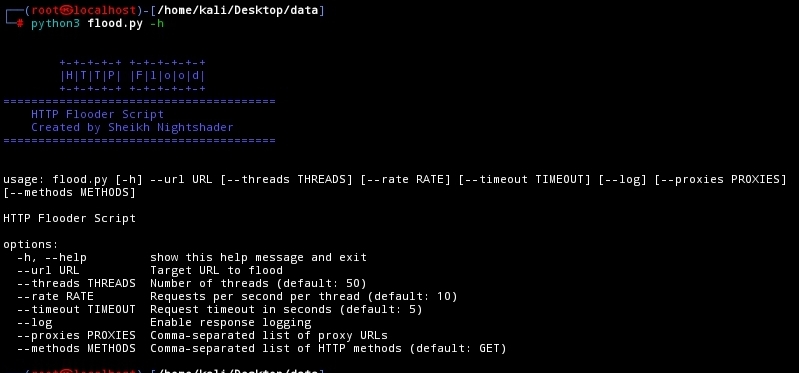 ┌──(root㉿localhost)-[/home/kali/Desktop/data]
└─# python3 flood.py -h
+-+-+-+-+ +-+-+-+-+-+
|H|T|T|P| |F|l|o|o|d|
+-+-+-+-+ +-+-+-+-+-+
=======================================
HTTP Flooder Script
Created by Sheikh Nightshader
=======================================
usage: flood.py [-h] --url URL [--threads THREADS] [--rate RATE] [--timeout TIMEOUT] [--log] [--proxies PROXIES]
[--methods METHODS]
HTTP Flooder Script
options:
-h, --help show this help message and exit
--url URL Target URL to flood
--threads THREADS Number of threads (default: 50)
--rate RATE Requests per second per thread (default: 10)
--timeout TIMEOUT Request timeout in seconds (default: 5)
--log Enable response logging
--proxies PROXIES Comma-separated list of proxy URLs
--methods METHODS Comma-separated list of HTTP methods (default: GET)
┌──(root㉿localhost)-[/home/kali/Desktop/data]